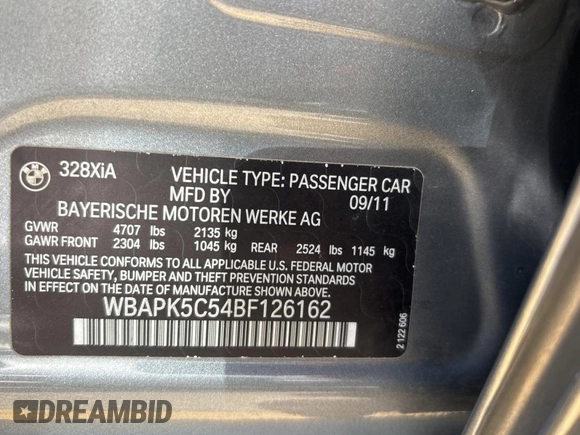 BMW
328XiA
VEHICLE TYPE: PASSENGER CAR
MFD BY 09/11
BAYERISCHE MOTOREN WERKE AG
GVWR 4707 lbs 2135 kg
GAWR FRONT 2304 lbs 1045 kg REAR 2524 lbs 1145 kg
THIS VEHICLE CONFORMS TO ALL APPLICABLE U.S. FEDERAL MOTOR
VEHICLE SAFETY, BUMPER AND THEFT PREVENTION STANDARDS
IN EFFECT ON THE DATE OF MANUFACTURE SHOWN ABOVE.
WBAPK5C54BF126162
2 122 606
DREAMBID